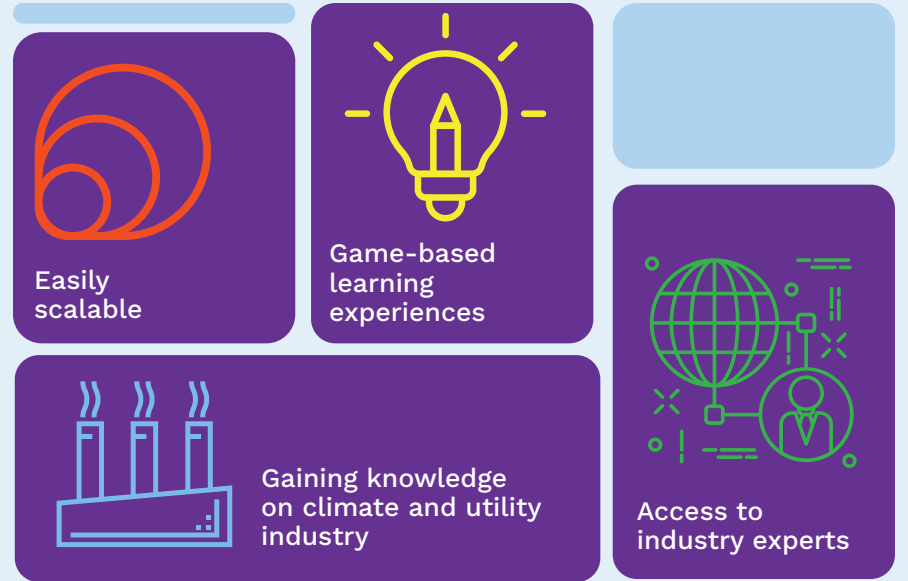 Easily
scalable
Game-based
learning
experiences
Gaining knowledge
on climate and utility
industry
Access to
industry experts